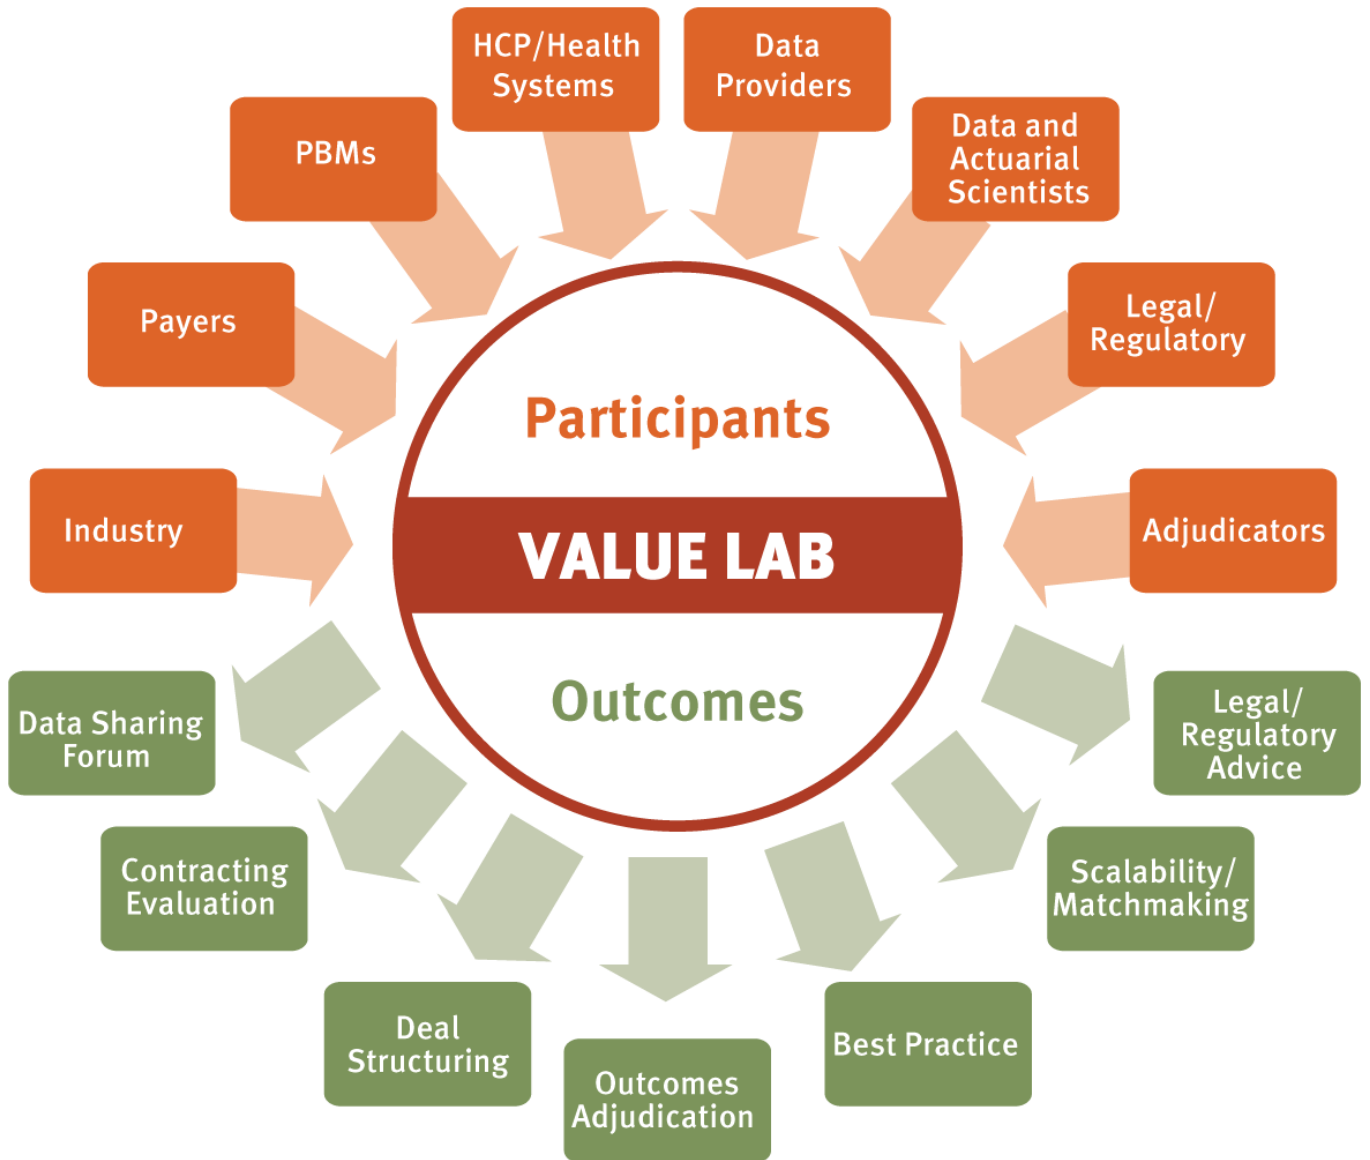 HCP/Health
Systems
Data
Providers
PBMs
Data and
Actuarial
Scientists
Payers
Legal/
Regulatory
Industry
Adjudicators
Participants
VALUE LAB
Outcomes
Data Sharing
Forum
Legal/
Regulatory
Advice
Contracting
Evaluation
Scalability/
Matchmaking
Deal
Structuring
Best Practice
Outcomes
Adjudication